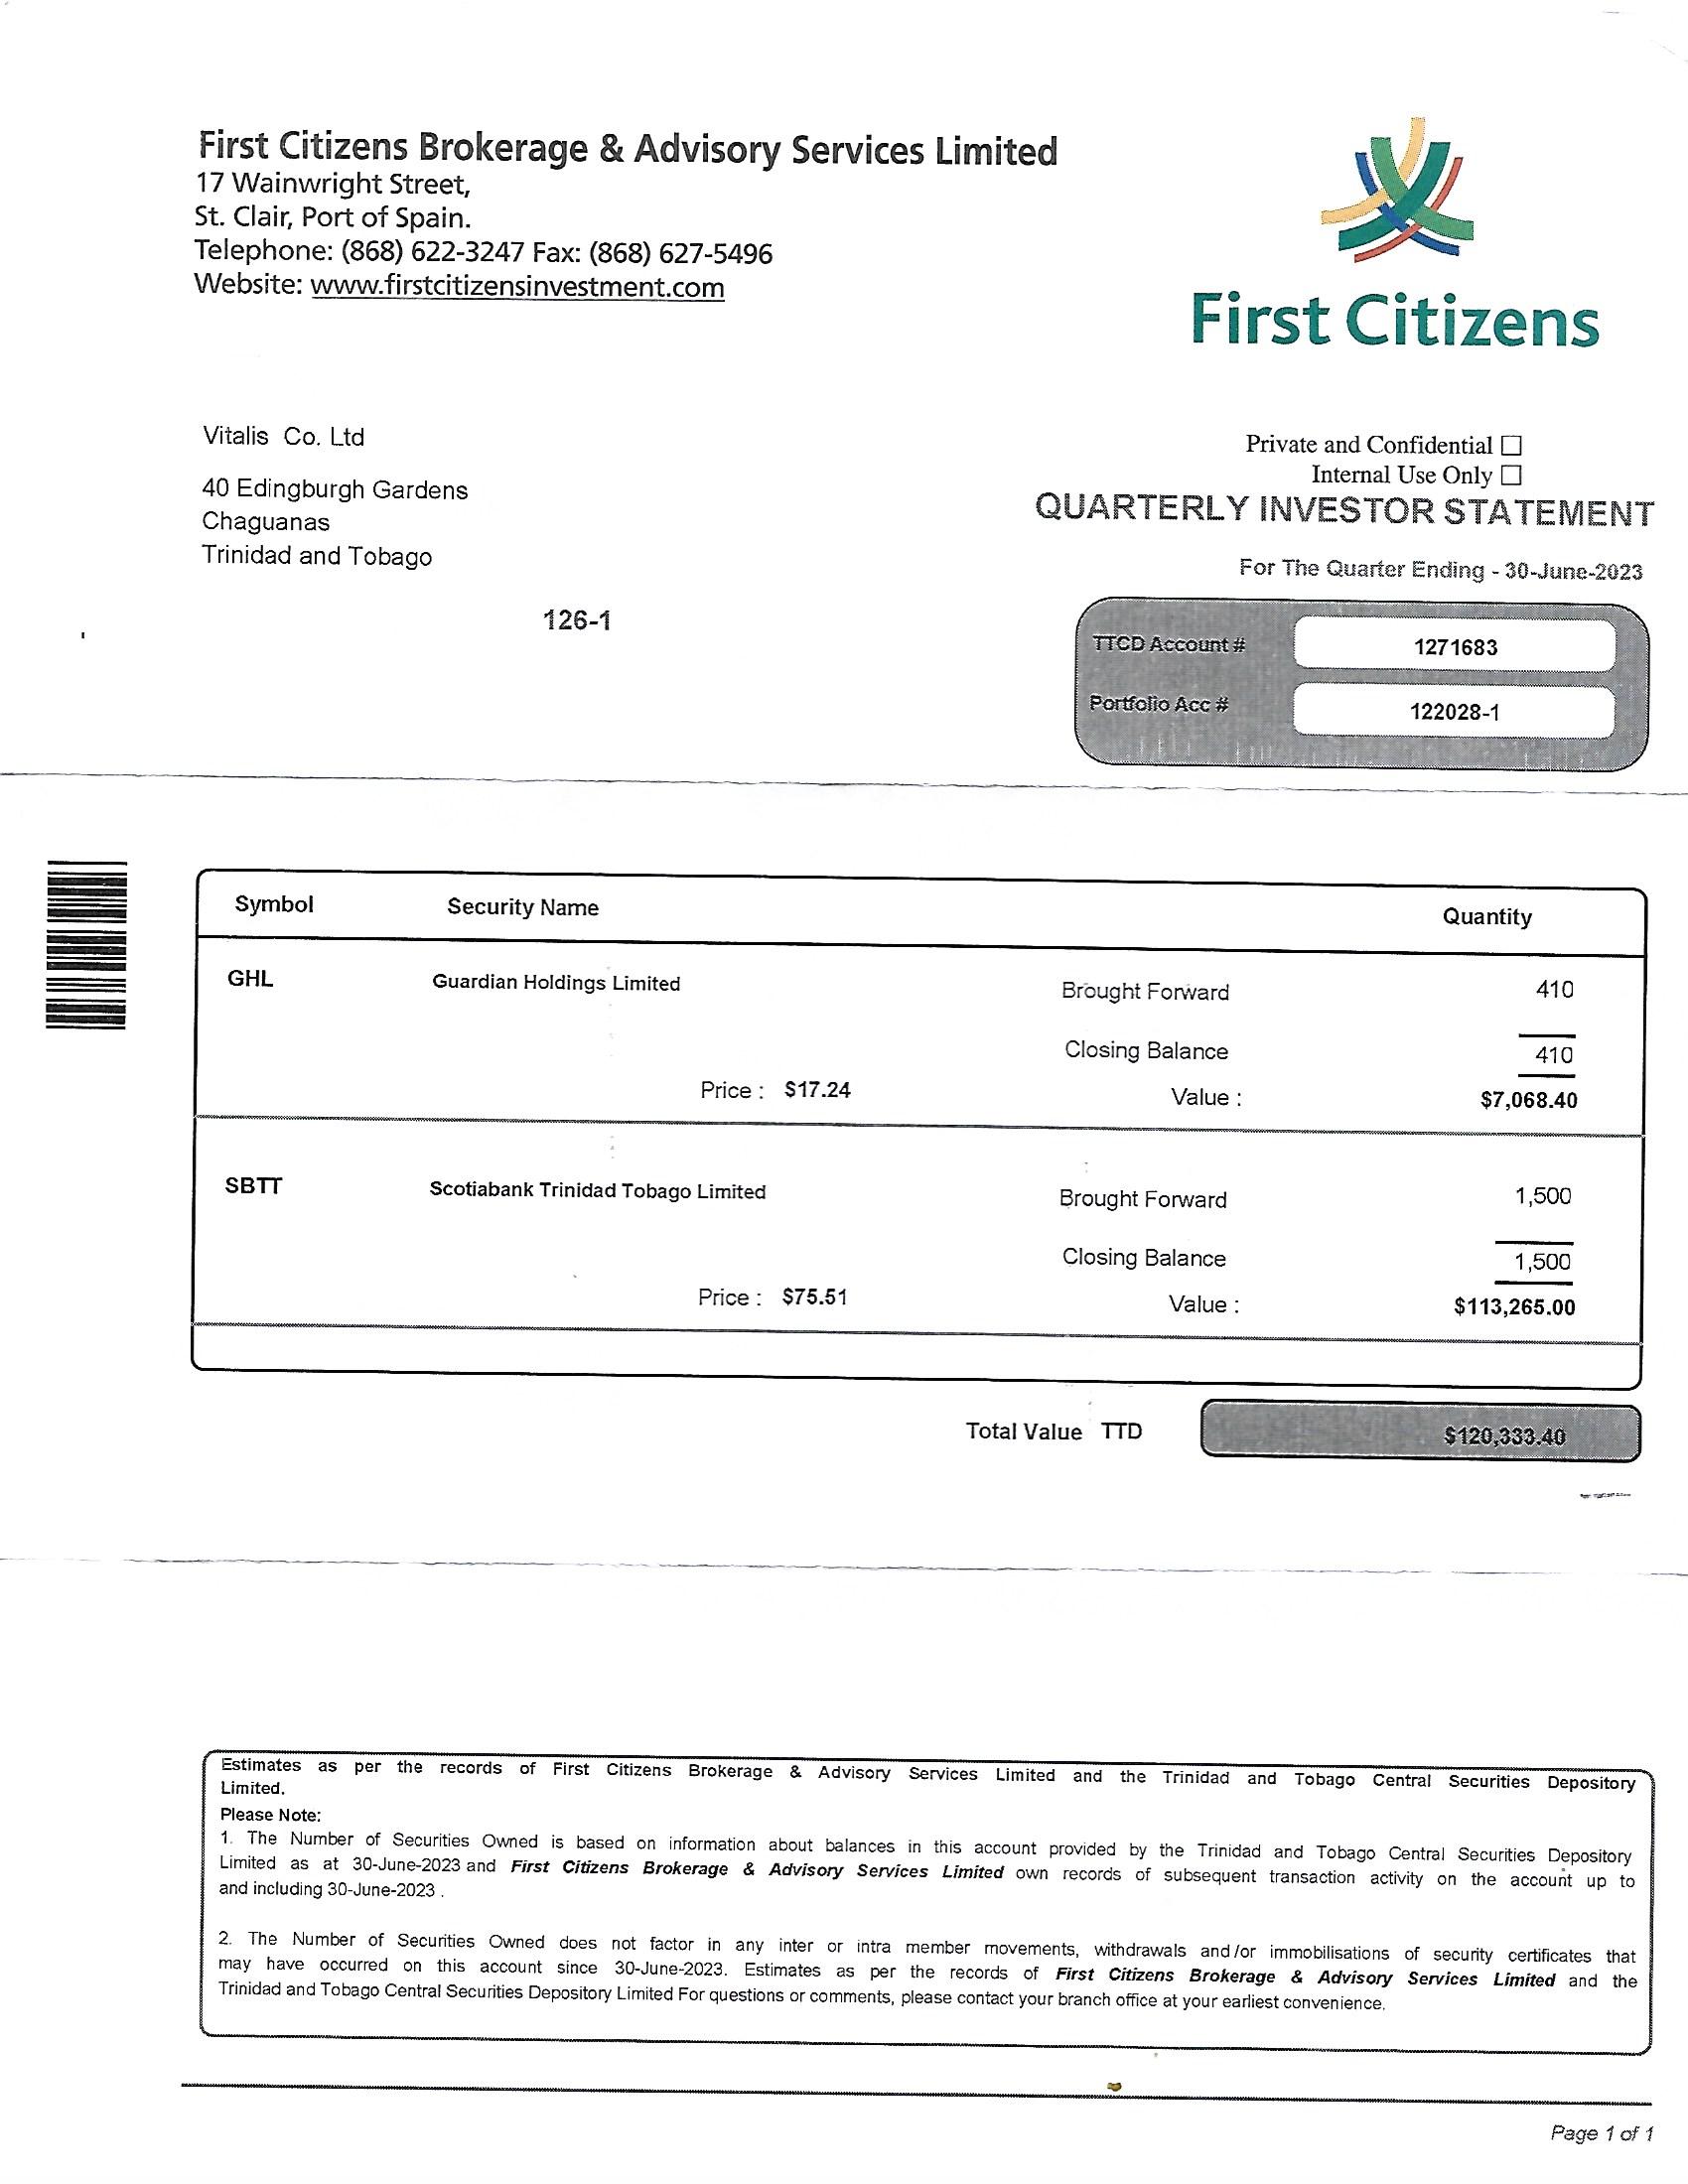 First Citizens Brokerage & Advisory Services Limited
17 Wainwright Street,
St. Clair, Port of Spain.
Telephone: (868) 622-3247 Fax: (868) 627-5496
Website: www.firstcitizensinvestment.com
First Citizens
Vitalis Co. Ltd
40 Edingburgh Gardens
Chaguanas
Trinidad and Tobago
126-1
Private and Confidential ☐
Internal Use Only ☐
QUARTERLY INVESTOR STATEMENT
For The Quarter Ending - 30-June-2023
TTCD Account # 1271683
Portfolio Acc # 122028-1
Symbol Security Name Quantity
GHL Guardian Holdings Limited Brought Forward 410
Closing Balance 410
Price : $17.24 Value : $7,068.40
SBTT Scotiabank Trinidad Tobago Limited Brought Forward 1,500
Closing Balance 1,500
Price : $75.51 Value : $113,265.00
Total Value TTD $120,333.40
Estimates as per the records of First Citizens Brokerage & Advisory Services Limited and the Trinidad and Tobago Central Securities Depository
Limited.
Please Note:
1. The Number of Securities Owned is based on information about balances in this account provided by the Trinidad and Tobago Central Securities Depository
Limited as at 30-June-2023 and First Citizens Brokerage & Advisory Services Limited own records of subsequent transaction activity on the account up to
and including 30-June-2023 .
2. The Number of Securities Owned does not factor in any inter or intra member movements, withdrawals and/or immobilisations of security certificates that
may have occurred on this account since 30-June-2023. Estimates as per the records of First Citizens Brokerage & Advisory Services Limited and the
Trinidad and Tobago Central Securities Depository Limited For questions or comments, please contact your branch office at your earliest convenience.
Page 1 of 1